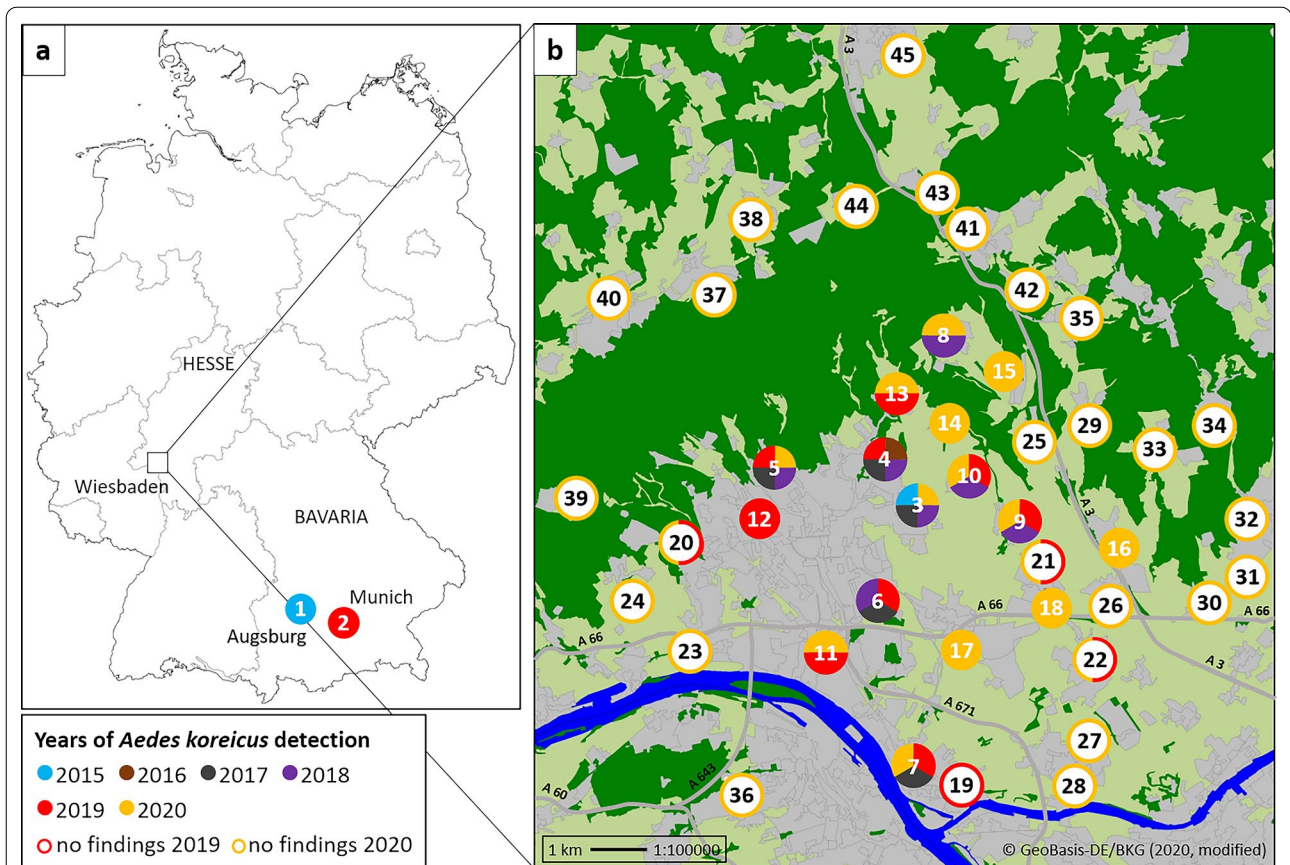 a
HESSE
Wiesbaden
BAVARIA
Munich
1
2
Augsburg
Years of Aedes koreicus detection
2015
2016
2017
2018
2019
2020
no findings 2019
no findings 2020
b
A 3
45
43
44
38
41
42
40
37
35
8
15
13
14
29
34
25
33
4
5
10
39
3
12
9
32
A 3
16
20
21
31
24
6
18
26
30
A 66
A 66
A 66
23
11
17
22
A 3
A 671
27
7
19
28
A 643
36
A 60
1 km
1:100000
© GeoBasis-DE/BKG (2020, modified)